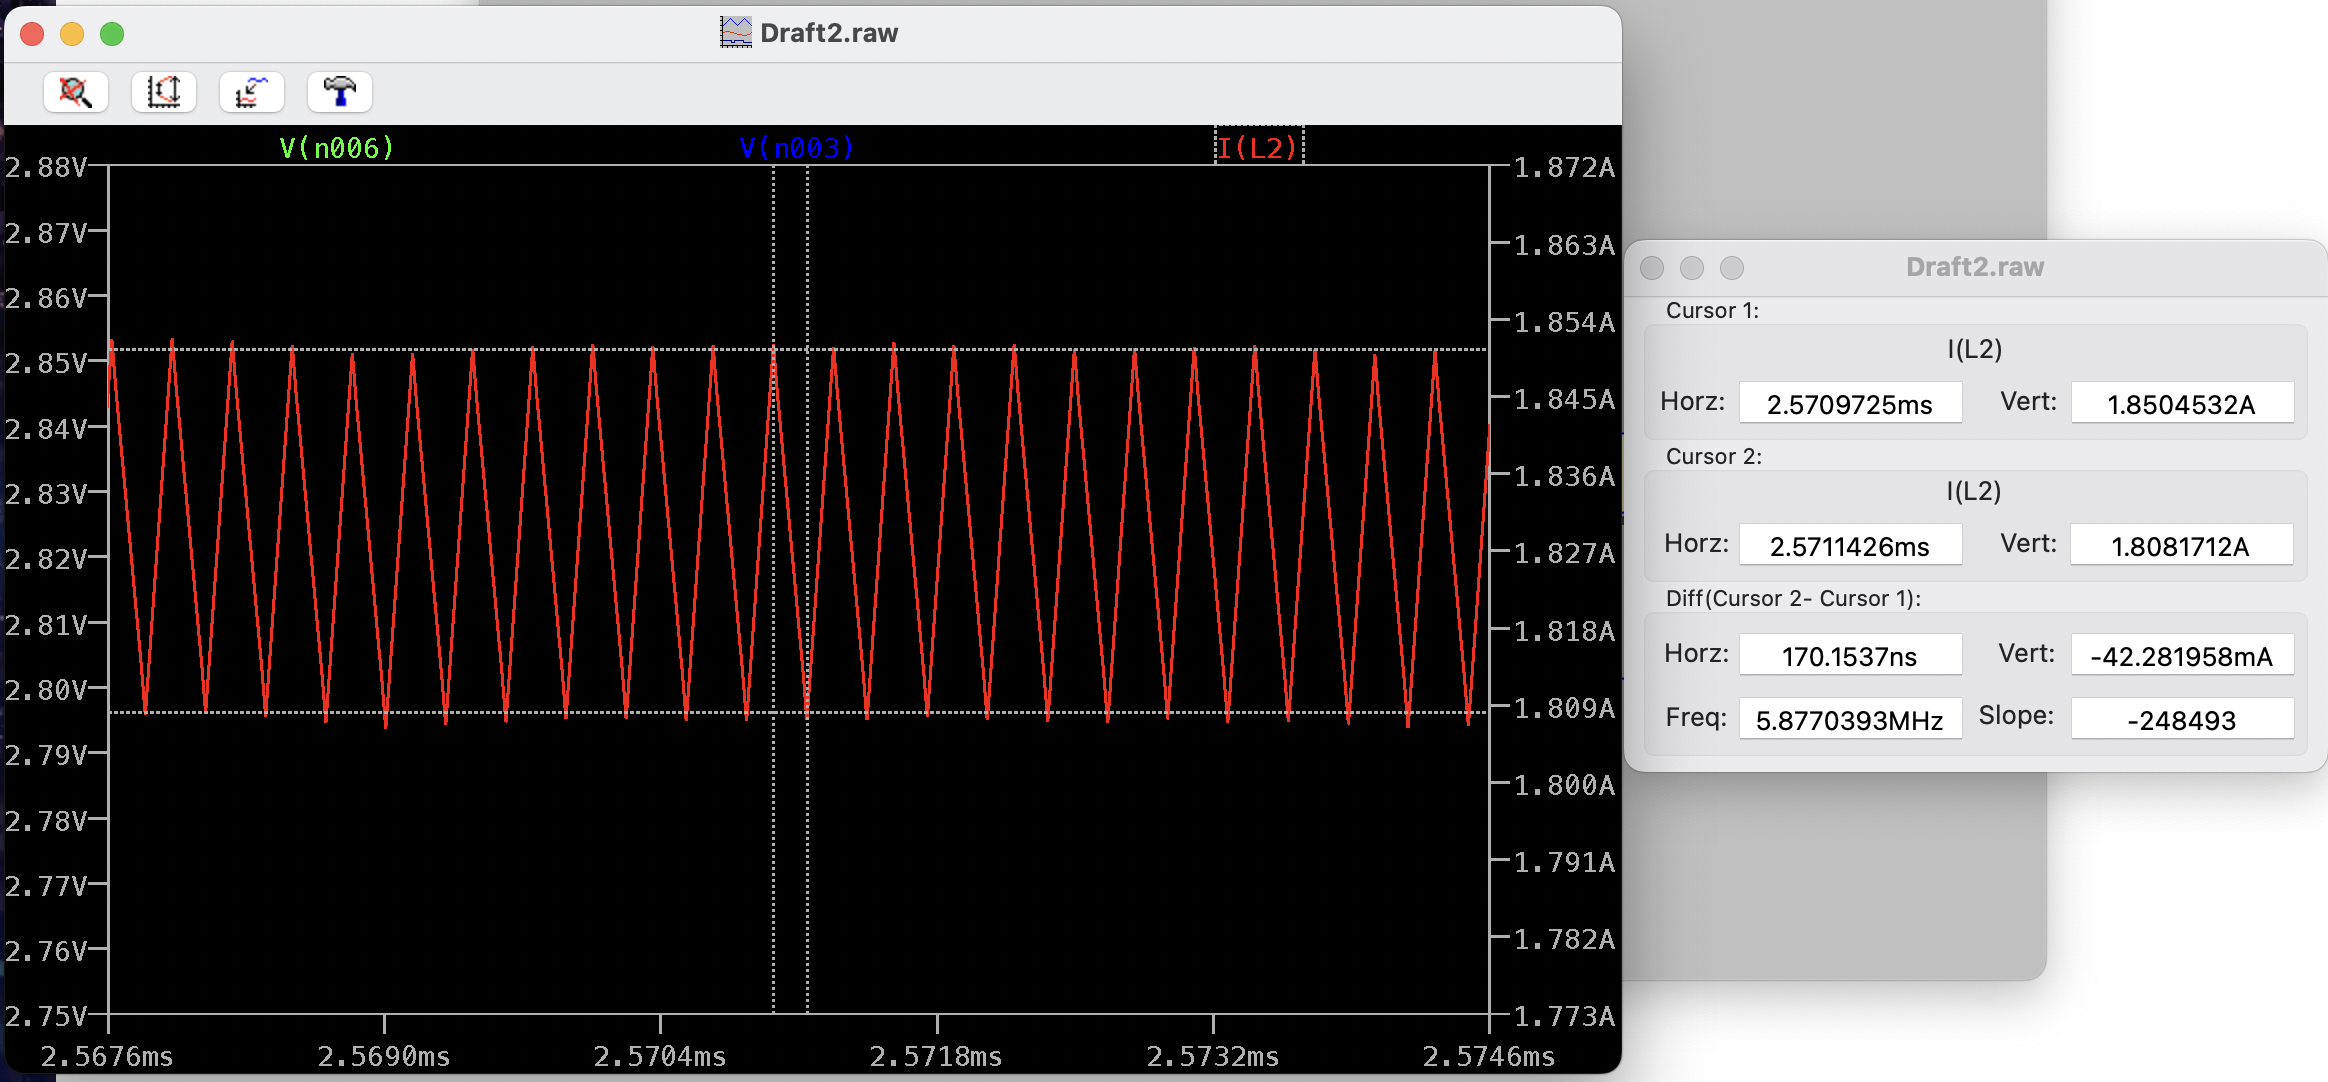 Draft2.raw
V(n006) V(n003) I(L2)
2.88V 1.872A
2.87V 1.863A
2.86V 1.854A
2.85V 1.845A
2.84V 1.836A
2.83V 1.827A
2.82V 1.818A
2.81V 1.809A
2.80V 1.800A
2.79V 1.791A
2.78V 1.782A
2.77V 1.773A
2.76V
2.75V
2.5676ms 2.5690ms 2.5704ms 2.5718ms 2.5732ms 2.5746ms
Draft2.raw
Cursor 1:
I(L2)
Horz: 2.5709725ms Vert: 1.8504532A
Cursor 2:
I(L2)
Horz: 2.5711426ms Vert: 1.8081712A
Diff(Cursor 2- Cursor 1):
Horz: 170.1537ns Vert: -42.281958mA
Freq: 5.8770393MHz Slope: -248493